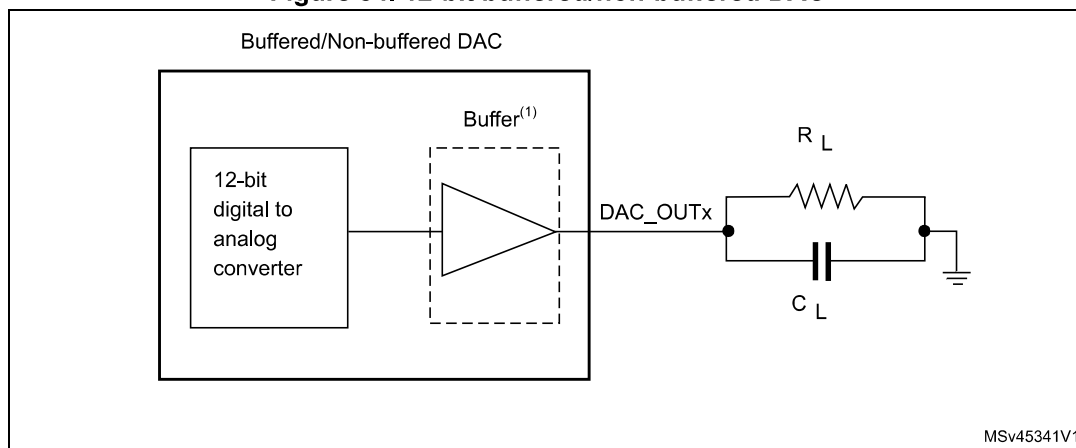 Buffered/Non-buffered DAC
Buffer(1)
12-bit
digital to
analog
converter
DAC_OUTx
R L
C L
MSv45341V1